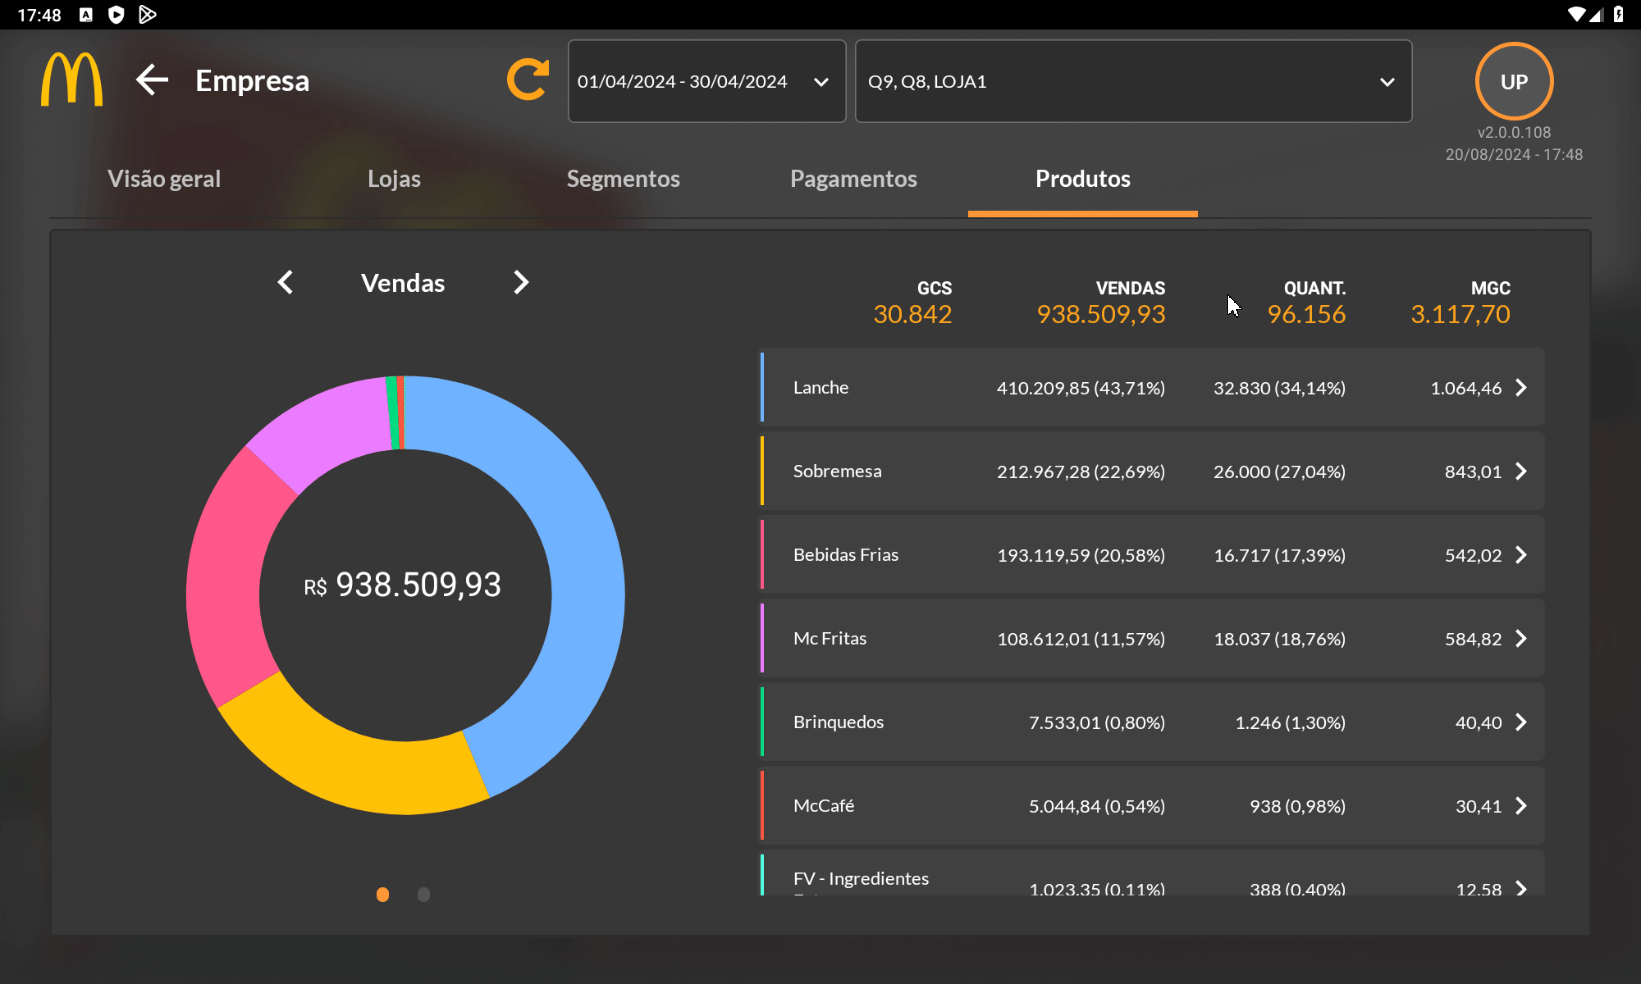 17:48
Empresa
01/04/2024 - 30/04/2024
Q9, Q8, LOJA1
UP
v2.0.0.108
20/08/2024 - 17:48
Visão geral
Lojas
Segmentos
Pagamentos
Produtos
Vendas
R$ 938.509,93
GCS VENDAS QUANT. MGC
30.842 938.509,93 96.156 3.117,70
Lanche 410.209,85 (43,71%) 32.830 (34,14%) 1.064,46
Sobremesa 212.967,28 (22,69%) 26.000 (27,04%) 843,01
Bebidas Frias 193.119,59 (20,58%) 16.717 (17,39%) 542,02
Mc Fritas 108.612,01 (11,57%) 18.037 (18,76%) 584,82
Brinquedos 7.533,01 (0,80%) 1.246 (1,30%) 40,40
McCafé 5.044,84 (0,54%) 938 (0,98%) 30,41
FV - Ingredientes 1.023,35 (0,11%) 388 (0,40%) 12,58